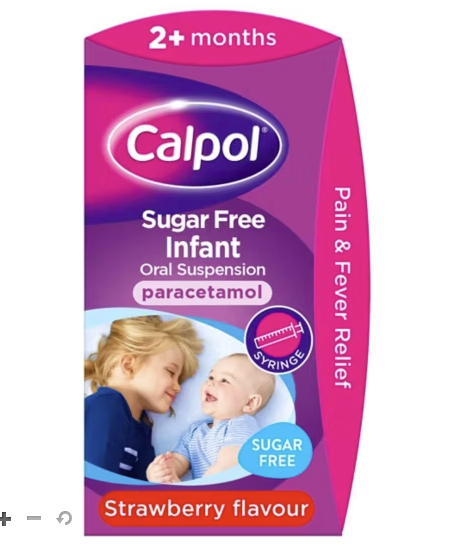 2+ months
Calpol®
Sugar Free
Infant
Oral Suspension
paracetamol
SYRINGE
Pain & Fever Relief
SUGAR
FREE
Strawberry flavour